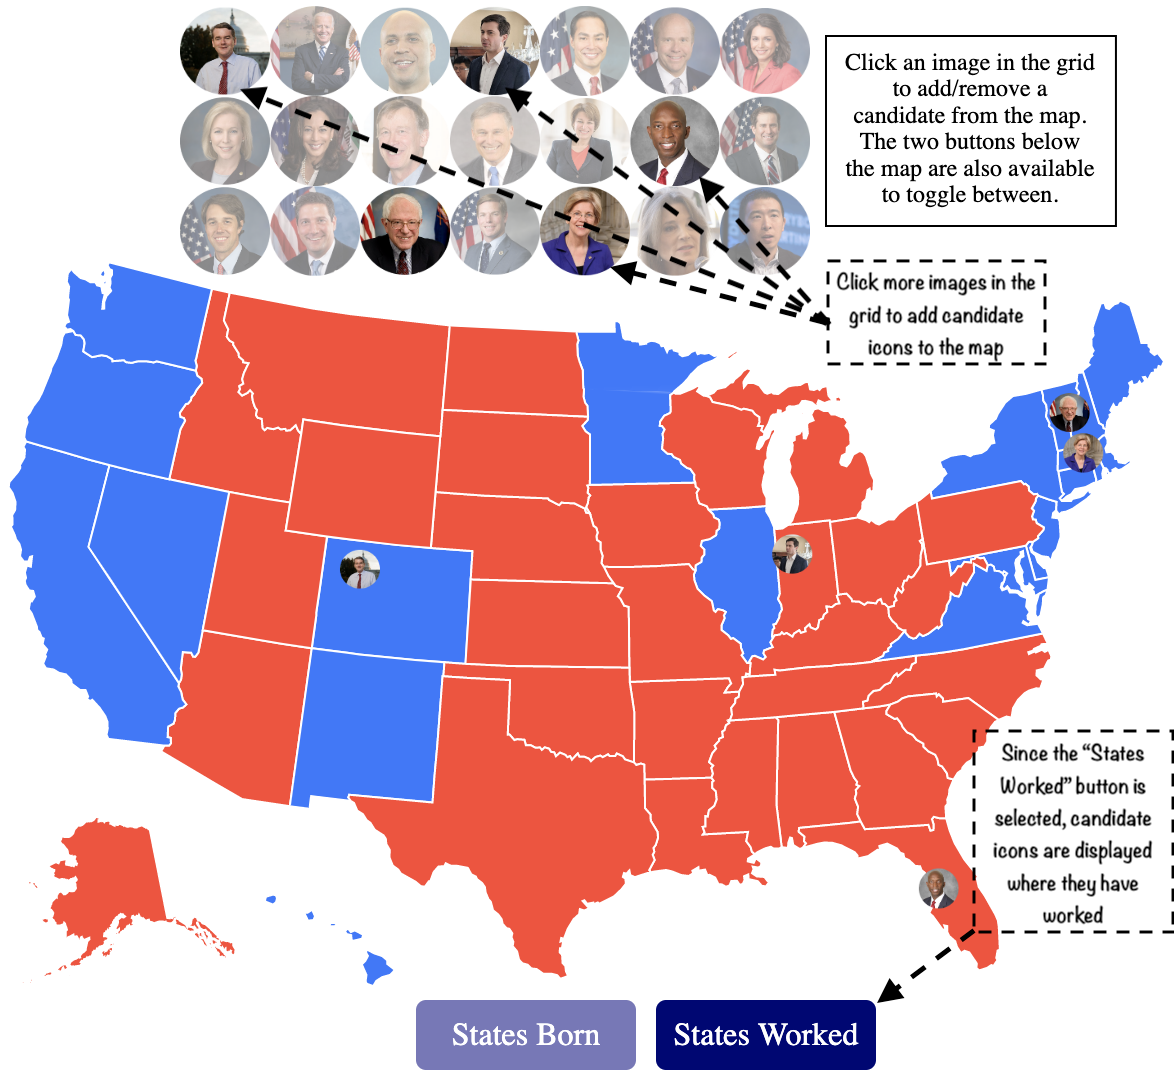 Click an image in the grid
to add/remove a
candidate from the map.
The two buttons below
the map are also available
to toggle between.
Click more images in the
grid to add candidate
icons to the map
Since the “States
Worked” button is
selected, candidate
icons are displayed
where they have
worked
States Born
States Worked